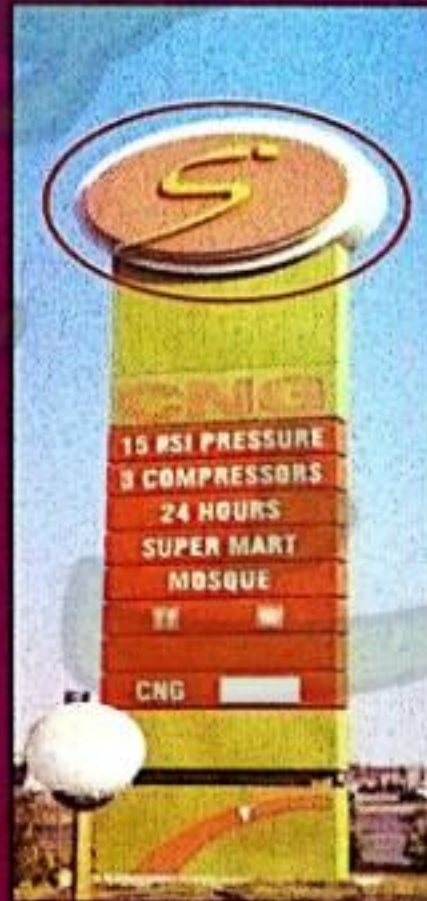 CNG
15 PSI PRESSURE
3 COMPRESSORS
24 HOURS
SUPER MART
MOSQUE
CNG